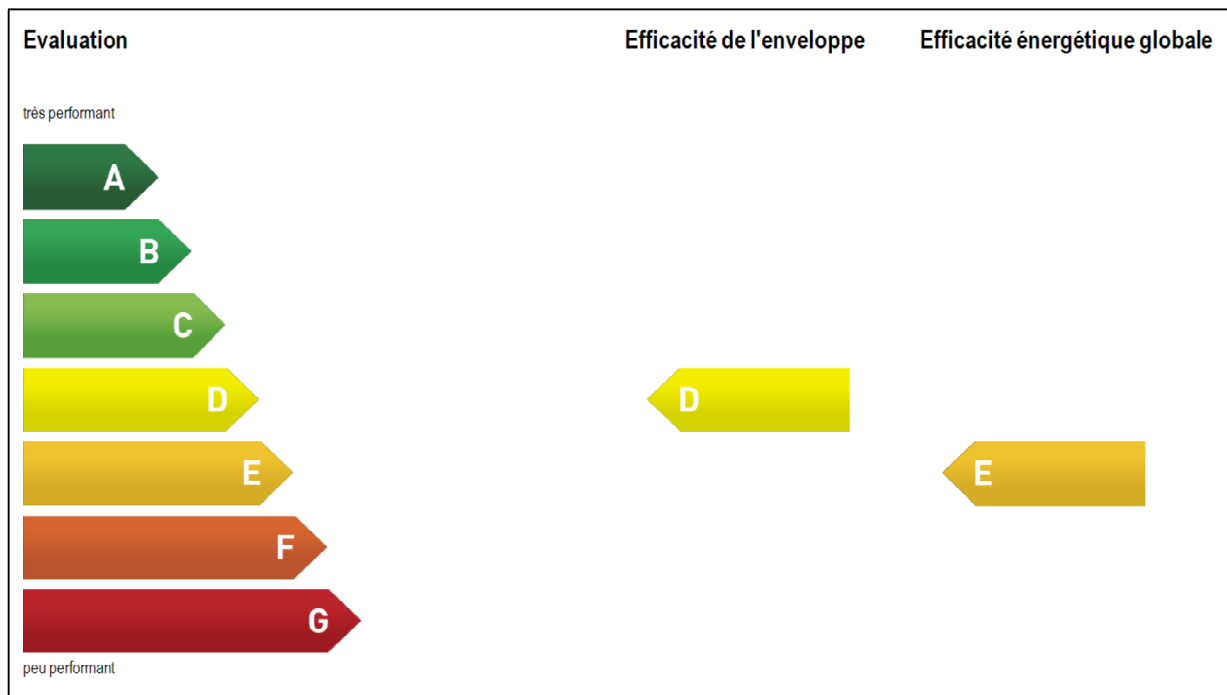 Evaluation Efficacité de l'enveloppe Efficacité énergétique globale
très performant
A
B
C
D D
E E
F
G
peu performant